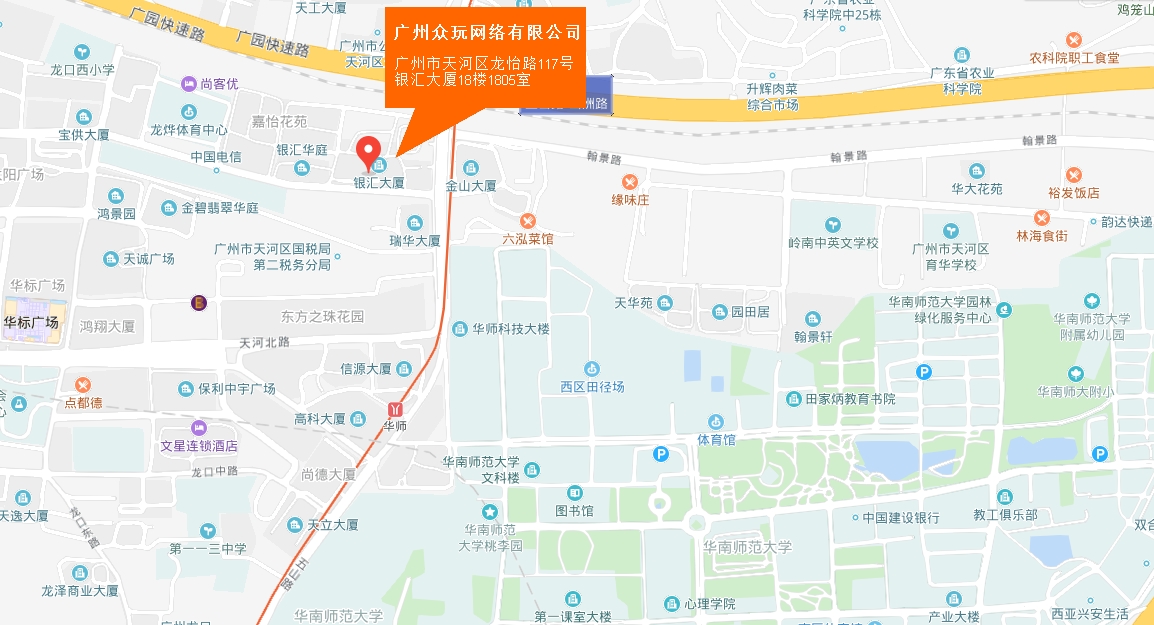 广园快速路
广园快速路
天工大厦
科学院中25栋
鸡笼山
广州众玩网络有限公司
广州市天河区龙怡路117号
银汇大厦18楼1805室
龙口西小学
尚客优
升辉肉菜
综合市场
广东省农业
科学院
农科院职工食堂
龙烨体育中心
嘉怡花苑
宝供大厦
中国电信
银汇华庭
银汇大厦
金山大厦
翰景路
翰景路
翰景路
缘味庄
华大花苑
裕发饭店
鸿景园
金碧翡翠华庭
瑞华大厦
六泓菜馆
岭南中英文学校
广州市天河区
育华学校
林海食街
韵达快递
天诚广场
广州市天河区国税局
第二税务分局
华标广场
华标广场
鸿翔大厦
东方之珠花园
天华苑
园田居
翰景轩
华南师范大学园林
绿化服务中心
华南师范大学
附属幼儿园
华师科技大楼
天河北路
信源大厦
西区田径场
华南师大附小
田家炳教育书院
点都德
保利中宇广场
高科大厦
华师
文星连锁酒店
体育馆
龙口中路
尚德大厦
华南师范大学
文科楼
图书馆
天逸大厦
龙口东路
天立大厦
第一一三中学
华南师范
大学桃李园
华南师范大学
中国建设银行
教工俱乐部
龙泽商业大厦
五山路
华南师范大学
第一课室大楼
心理学院
产业大楼
西亚兴安生活